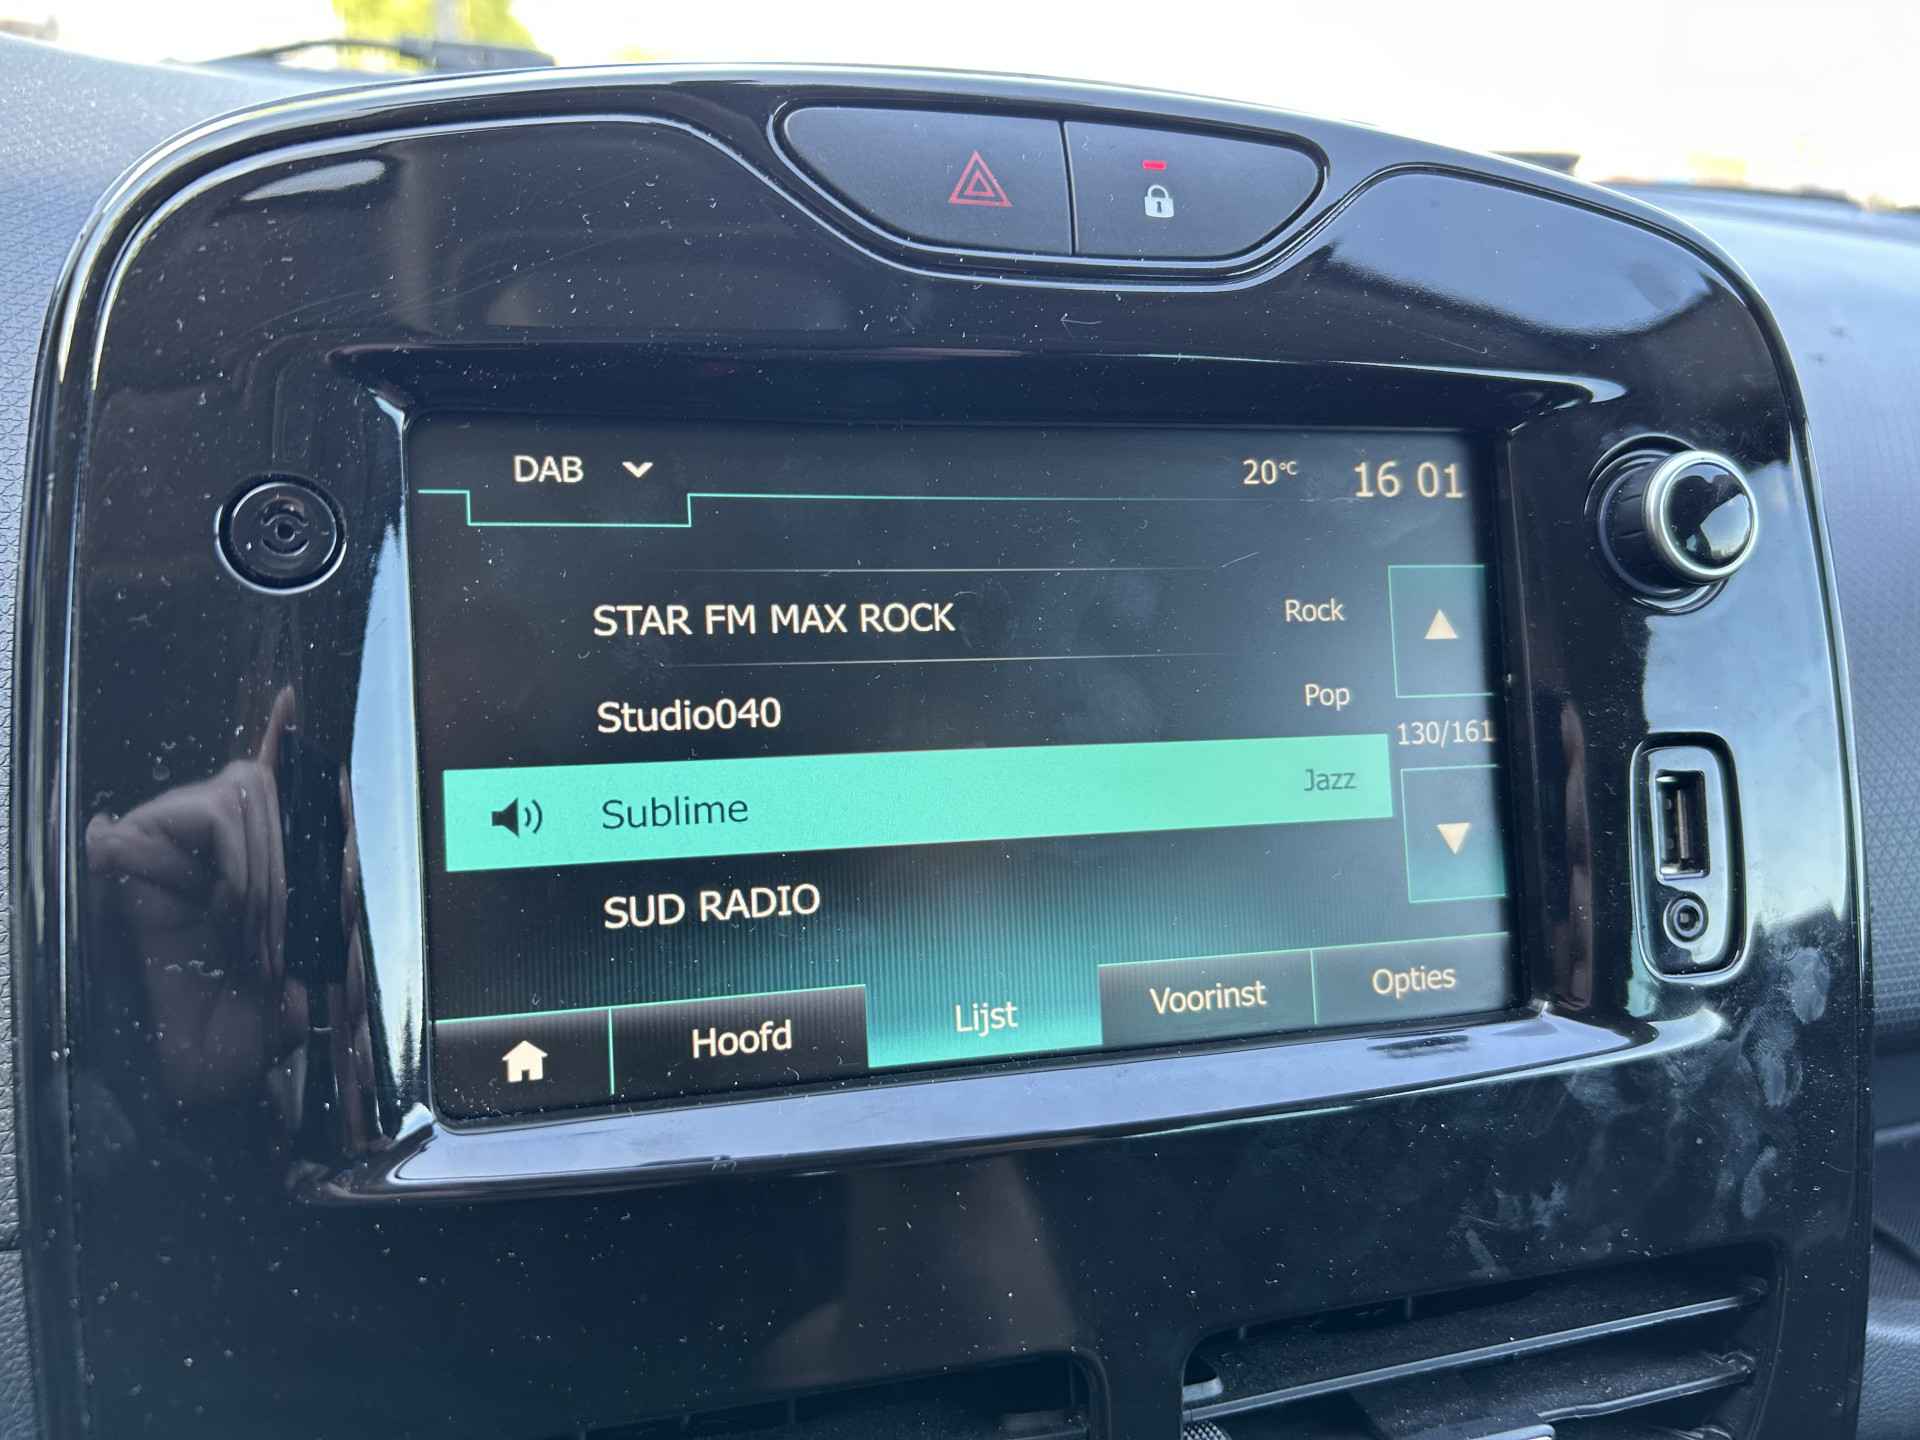 DAB
20°C 16 01
STAR FM MAX ROCK Rock
Studio040 Pop
130/161
Sublime Jazz
SUD RADIO
Hoofd Lijst Voorinst Opties